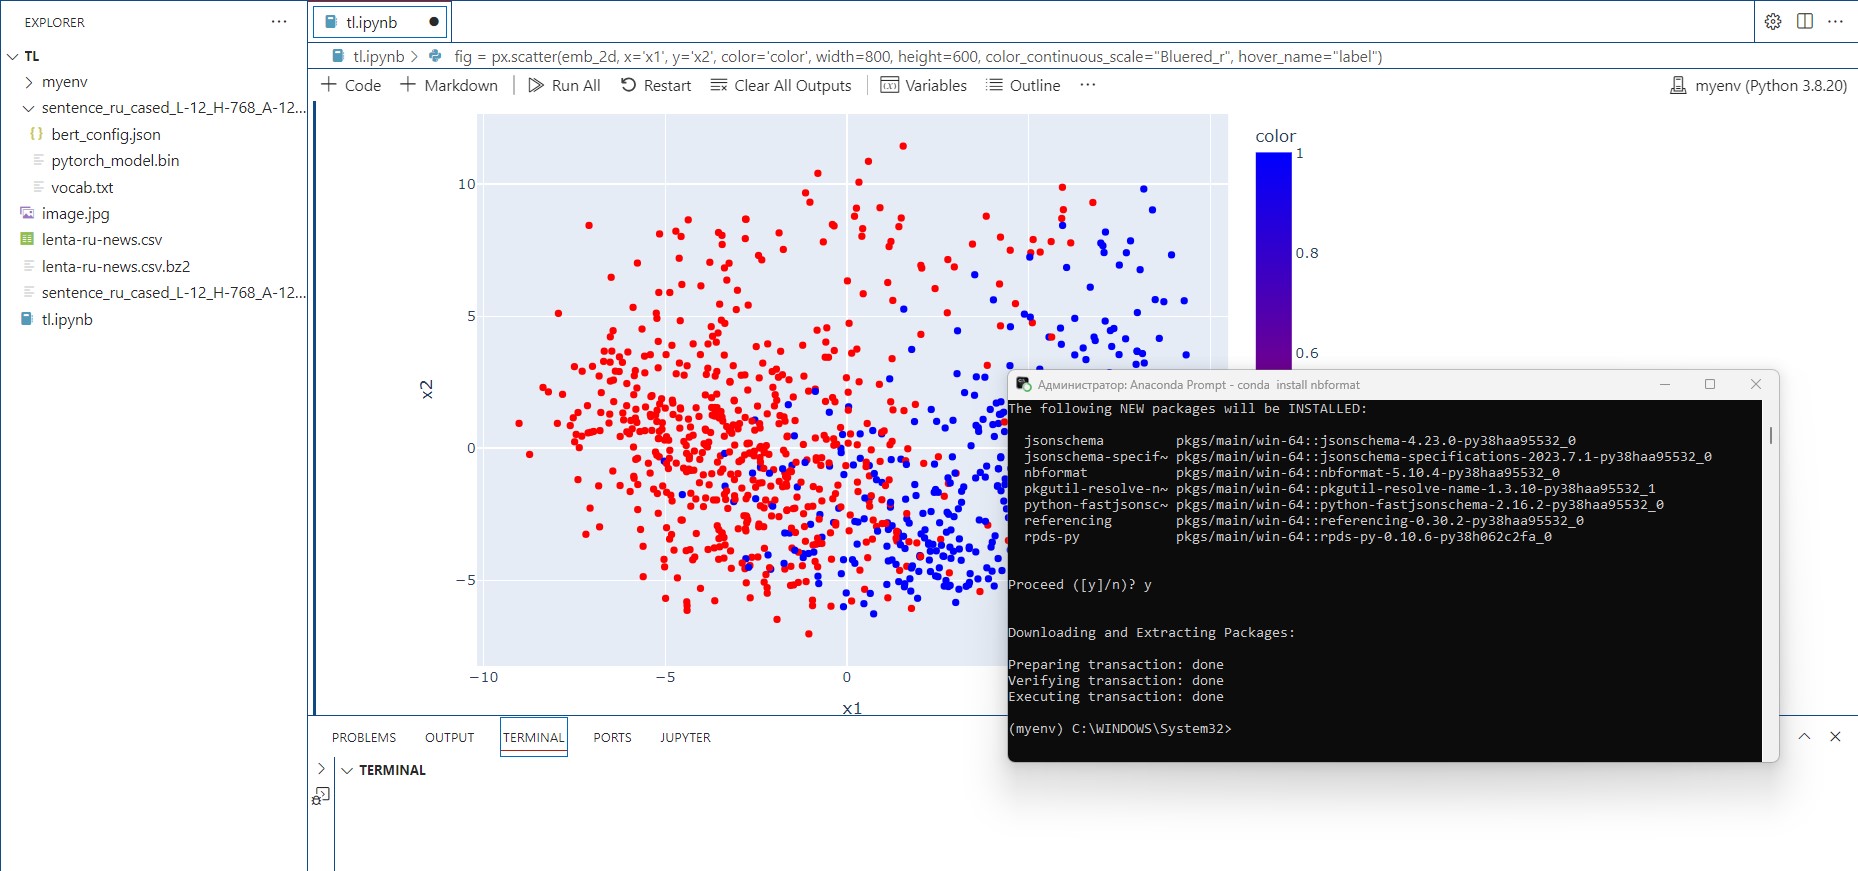 EXPLORER
TL
myenv
sentence_ru_cased_L-12_H-768_A-12...
bert_config.json
pytorch_model.bin
vocab.txt
image.jpg
lenta-ru-news.csv
lenta-ru-news.csv.bz2
sentence_ru_cased_L-12_H-768_A-12...
tl.ipynb
tl.ipynb
tl.ipynb > fig = px.scatter(emb_2d, x='x1', y='x2', color='color', width=800, height=600, color_continuous_scale="Bluered_r", hover_name="label")
+ Code + Markdown | Run All Restart Clear All Outputs | Variables Outline ...
myenv (Python 3.8.20)
10
5
0
−5
x2
−10 −5 0
x1
color
1
0.8
0.6
Администратор: Anaconda Prompt - conda install nbformat
The following NEW packages will be INSTALLED:
jsonschema pkgs/main/win-64::jsonschema-4.23.0-py38haa95532_0
jsonschema-specif~ pkgs/main/win-64::jsonschema-specifications-2023.7.1-py38haa95532_0
nbformat pkgs/main/win-64::nbformat-5.10.4-py38haa95532_0
pkgutil-resolve-n~ pkgs/main/win-64::pkgutil-resolve-name-1.3.10-py38haa95532_1
python-fastjsonsc~ pkgs/main/win-64::python-fastjsonschema-2.16.2-py38haa95532_0
referencing pkgs/main/win-64::referencing-0.30.2-py38haa95532_0
rpds-py pkgs/main/win-64::rpds-py-0.10.6-py38h062c2fa_0
Proceed ([y]/n)? y
Downloading and Extracting Packages:
Preparing transaction: done
Verifying transaction: done
Executing transaction: done
(myenv) C:\WINDOWS\System32>
PROBLEMS OUTPUT TERMINAL PORTS JUPYTER
TERMINAL